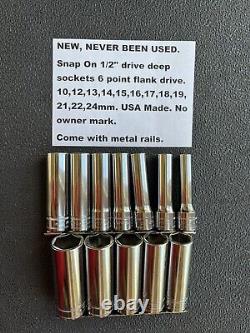 NEW, NEVER BEEN USED.
Snap On 1/2" drive deep
sockets 6 point flank drive.
10,12,13,14,15,16,17,18,19,
21,22,24mm. USA Made. No
owner mark.
Come with metal rails.